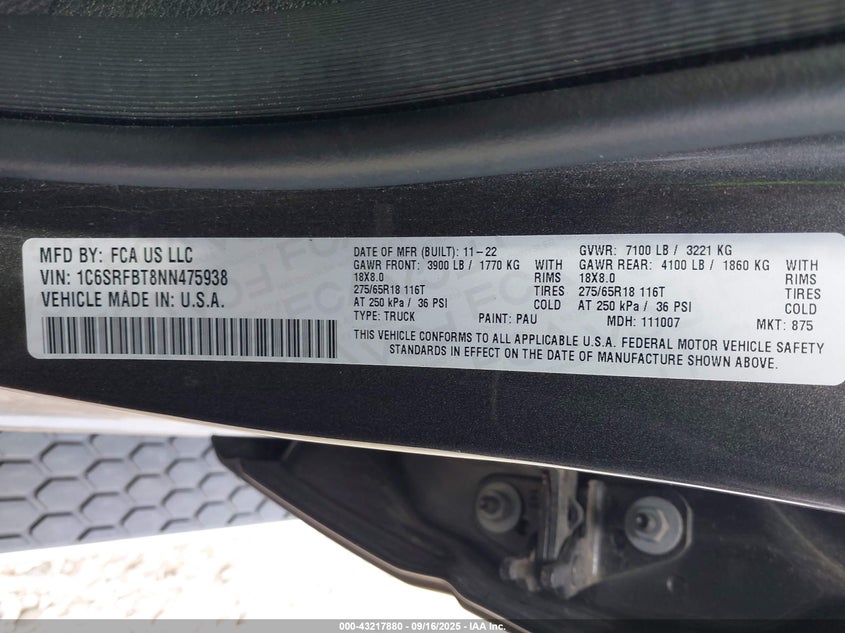 MFD BY: FCA US LLC
VIN: 1C6SRFBT8NN475938
VEHICLE MADE IN: U.S.A.
DATE OF MFR (BUILT): 11-22
GAWR FRONT: 3900 LB / 1770 KG WITH
18X8.0 RIMS
275/65R18 116T TIRES
AT 250 kPa / 36 PSI COLD
TYPE: TRUCK PAINT: PAU
GVWR: 7100 LB / 3221 KG
GAWR REAR: 4100 LB / 1860 KG WITH
18X8.0 RIMS
275/65R18 116T TIRES
AT 250 kPa / 36 PSI COLD
MDH: 111007 MKT: 875
THIS VEHICLE CONFORMS TO ALL APPLICABLE U.S.A. FEDERAL MOTOR VEHICLE SAFETY
STANDARDS IN EFFECT ON THE DATE OF MANUFACTURE SHOWN ABOVE.
000-43217880 - 09/16/2025 - IAA Inc.